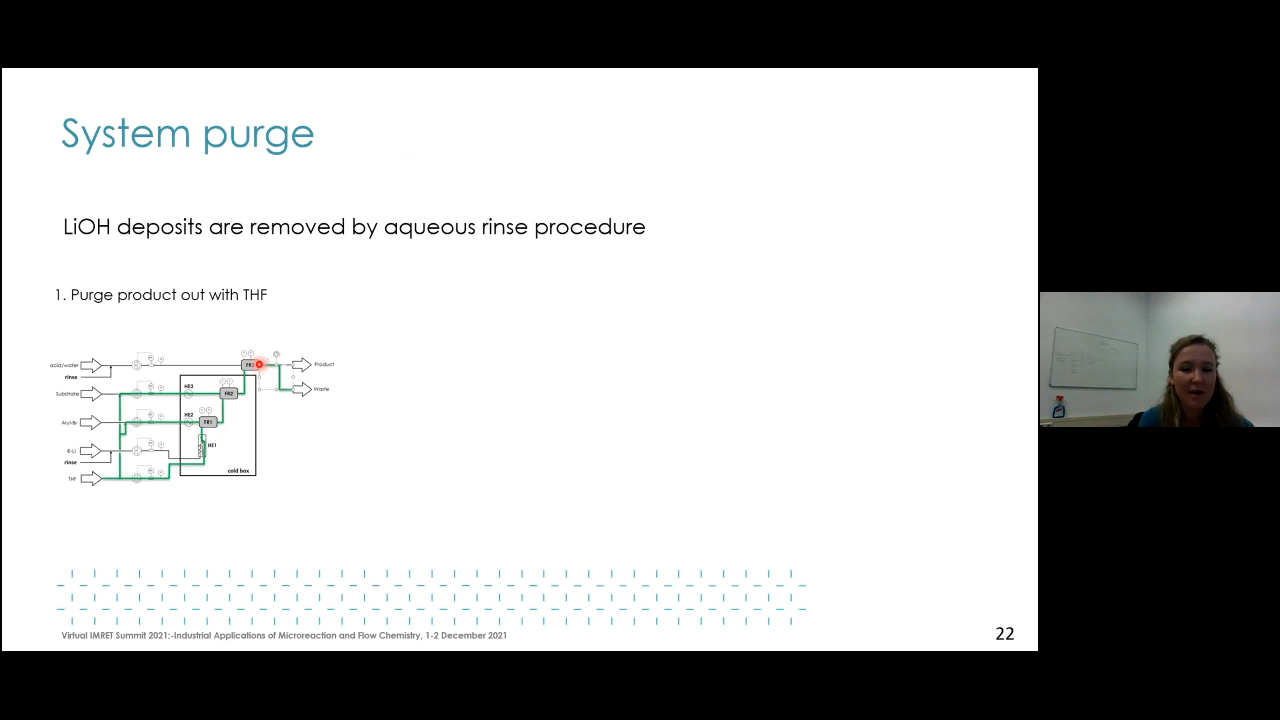 System purge
LiOH deposits are removed by aqueous rinse procedure
1. Purge product out with THF
acid/water
rinse
Substrate
Aryl-Br
R-Li
rinse
THF
HE3
HE2
HE1
FR2
FR1
cold box
Product
Waste
Virtual IMRET Summit 2021:-Industrial Applications of Microreaction and Flow Chemistry, 1-2 December 2021
22